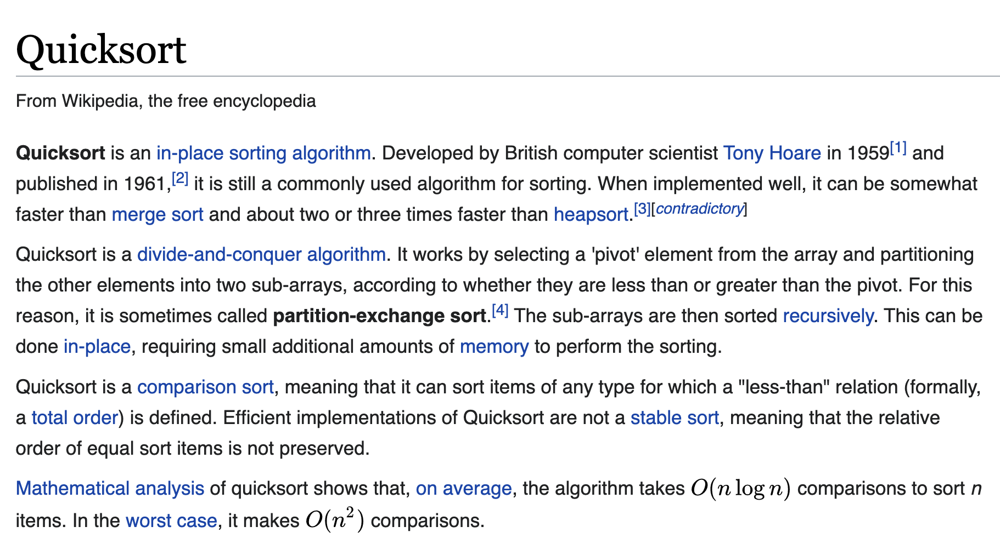 Quicksort
From Wikipedia, the free encyclopedia
Quicksort is an in-place sorting algorithm. Developed by British computer scientist Tony Hoare in 1959[1] and
published in 1961,[2] it is still a commonly used algorithm for sorting. When implemented well, it can be somewhat
faster than merge sort and about two or three times faster than heapsort.[3][contradictory]
Quicksort is a divide-and-conquer algorithm. It works by selecting a 'pivot' element from the array and partitioning
the other elements into two sub-arrays, according to whether they are less than or greater than the pivot. For this
reason, it is sometimes called partition-exchange sort.[4] The sub-arrays are then sorted recursively. This can be
done in-place, requiring small additional amounts of memory to perform the sorting.
Quicksort is a comparison sort, meaning that it can sort items of any type for which a "less-than" relation (formally,
a total order) is defined. Efficient implementations of Quicksort are not a stable sort, meaning that the relative
order of equal sort items is not preserved.
Mathematical analysis of quicksort shows that, on average, the algorithm takes O(n log n) comparisons to sort n
items. In the worst case, it makes O(n²) comparisons.